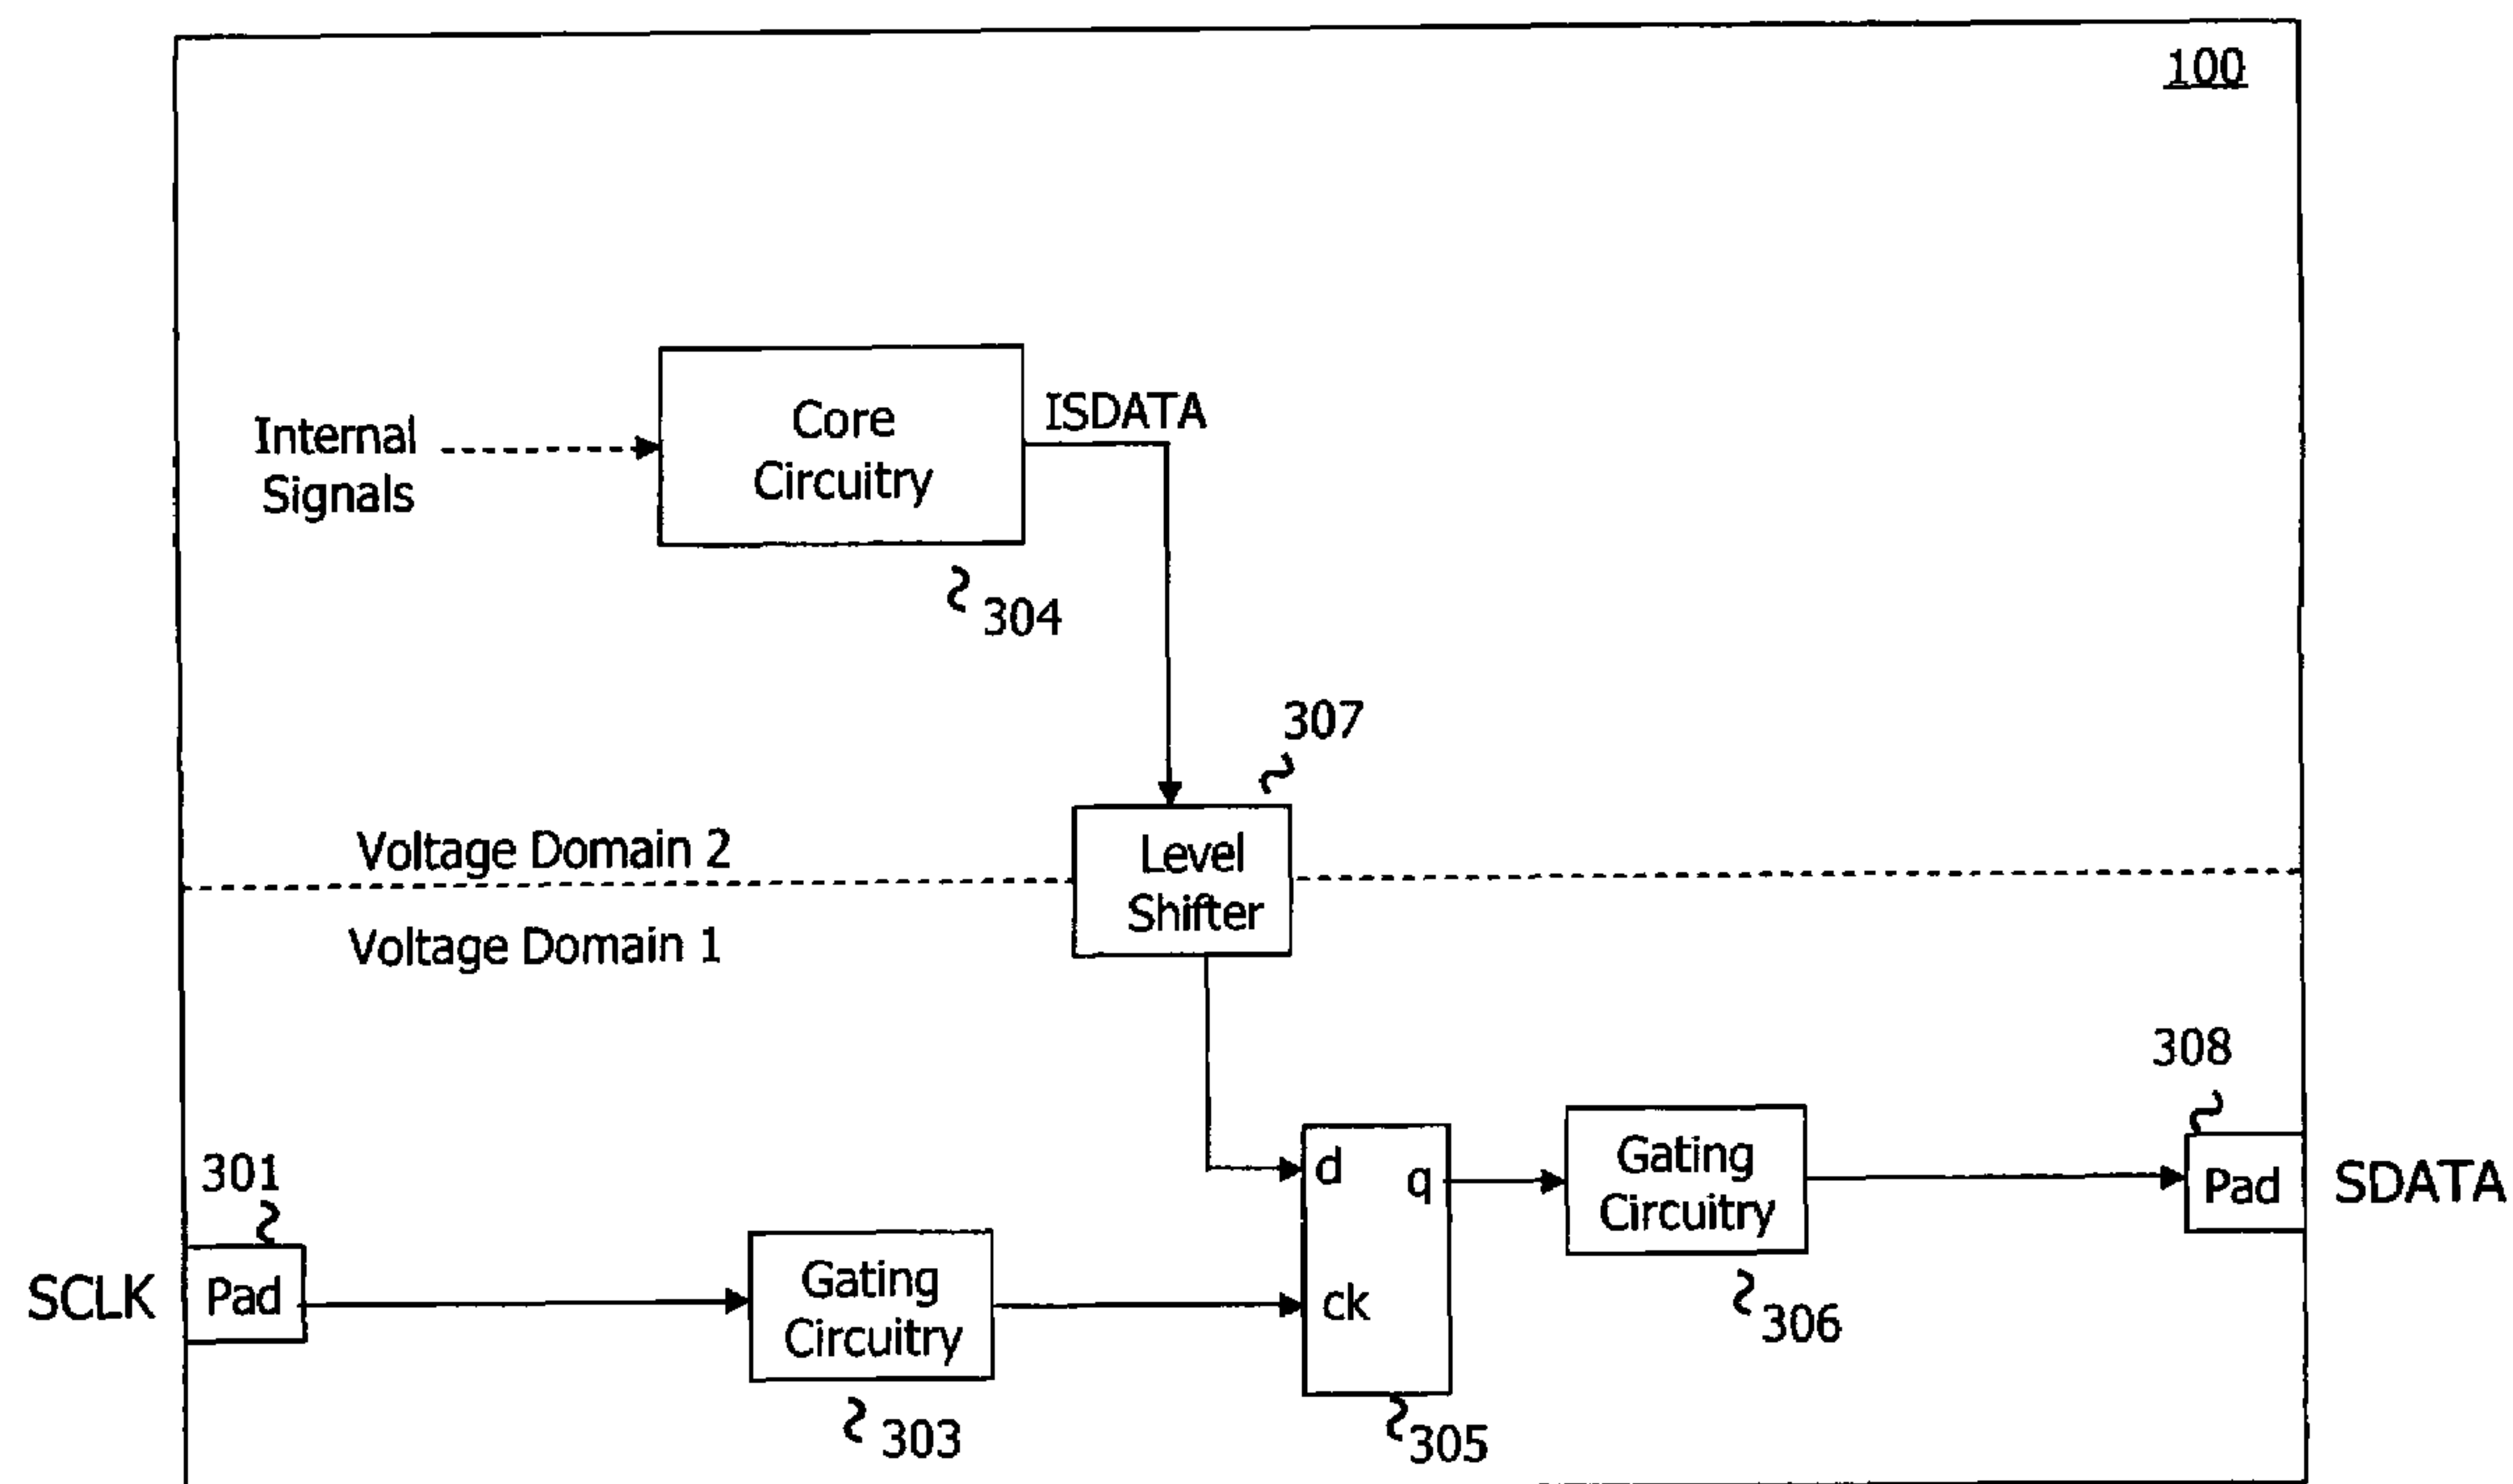 100
Core
Circuitry
ISDATA
Internal
Signals
304
307
Level
Shifter
Voltage Domain 2
Voltage Domain 1
308
301
d
q
ck
Gating
Circuitry
Pad
SDATA
SCLK
Pad
Gating
Circuitry
306
303
305